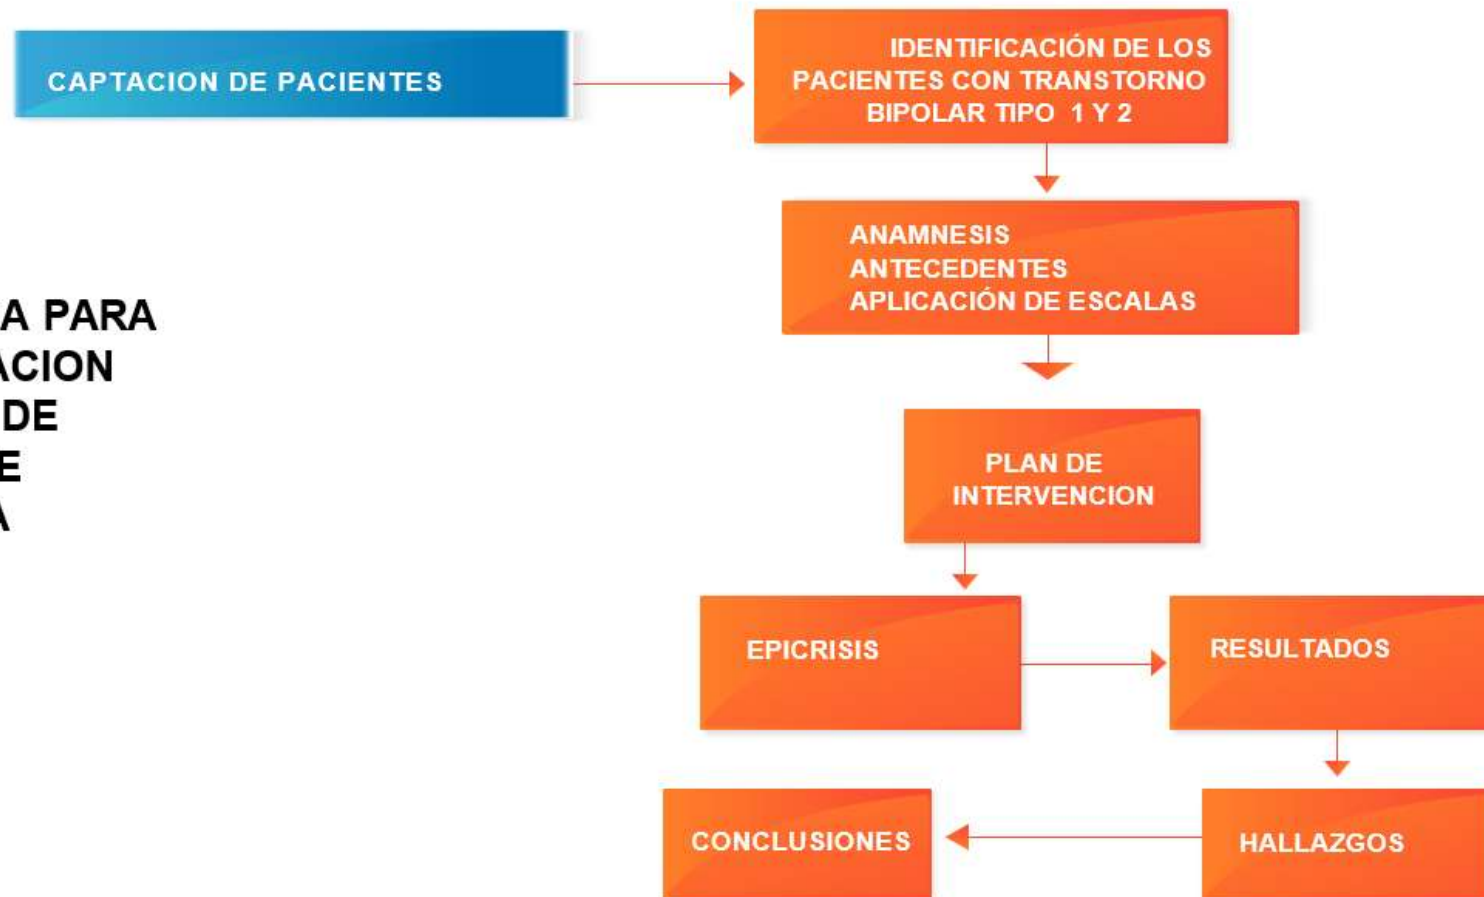 CAPTACION DE PACIENTES
IDENTIFICACIÓN DE LOS
PACIENTES CON TRANSTORNO
BIPOLAR TIPO 1 Y 2
ANAMNESIS
ANTECEDENTES
APLICACIÓN DE ESCALAS
A PARA
ACION
DE
E
A
PLAN DE
INTERVENCION
EPICRISIS
RESULTADOS
CONCLUSIONES
HALLAZGOS